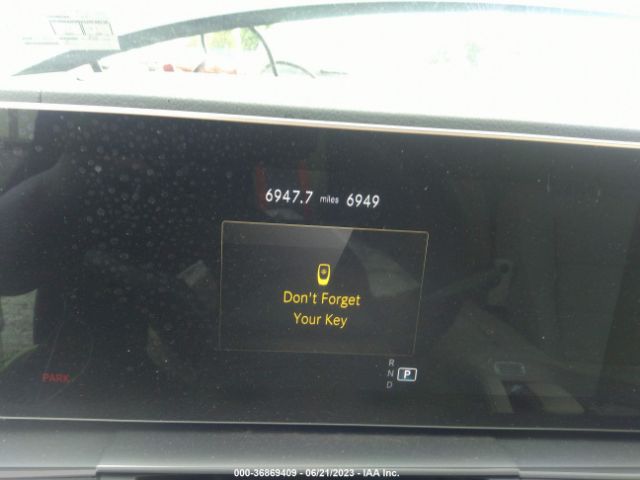 6947.7 miles 6949
Don't Forget
Your Key
R
N P
D
PARK
000-36869409 - 06/21/2023 - IAA Inc.